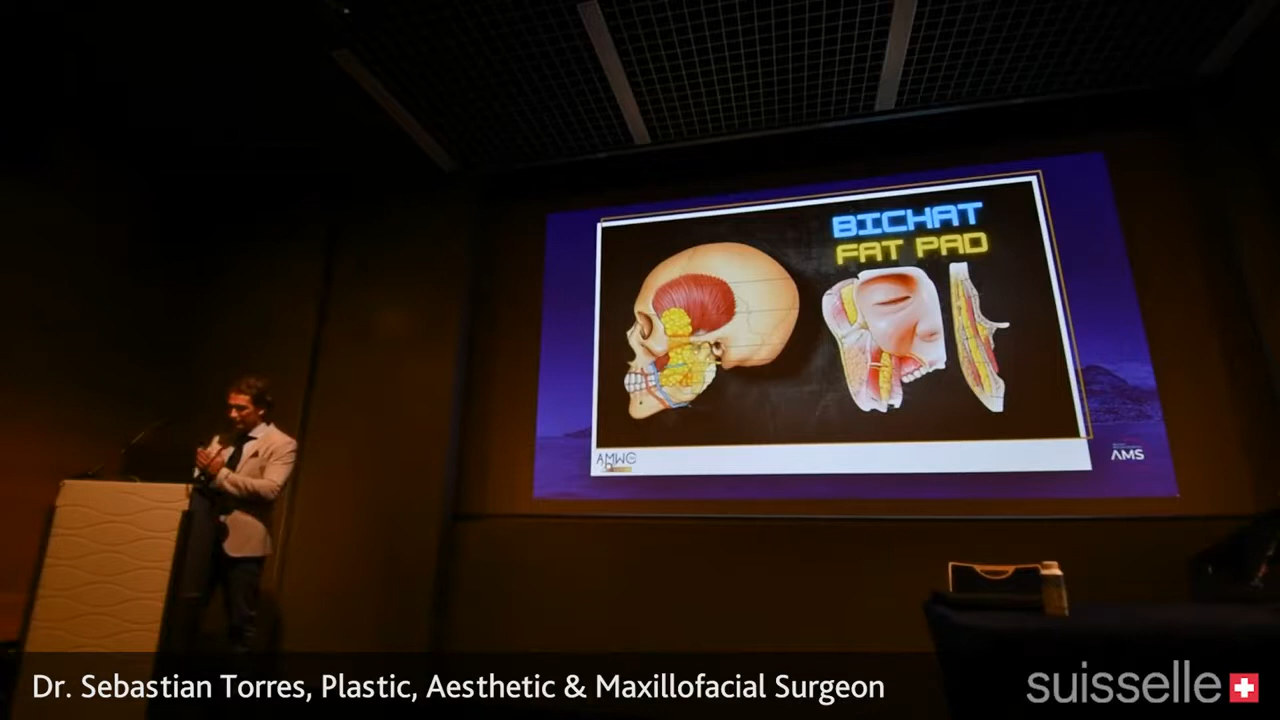 BICHAT
FAT PAD
AMWC
AMS
Dr. Sebastian Torres, Plastic, Aesthetic & Maxillofacial Surgeon
suisselle